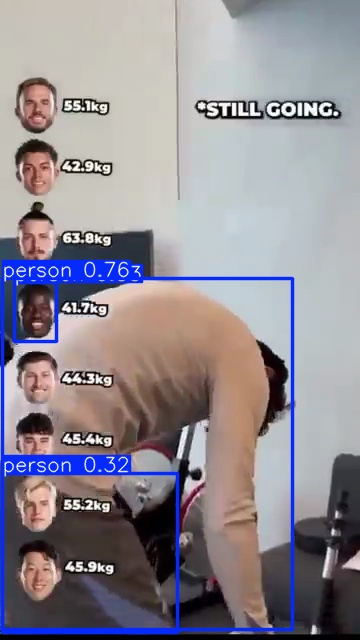 55.1kg
*STILL GOING.
42.9kg
63.8kg
person 0.76
41.7kg
44.3kg
45.4kg
person 0.32
55.2kg
45.9kg